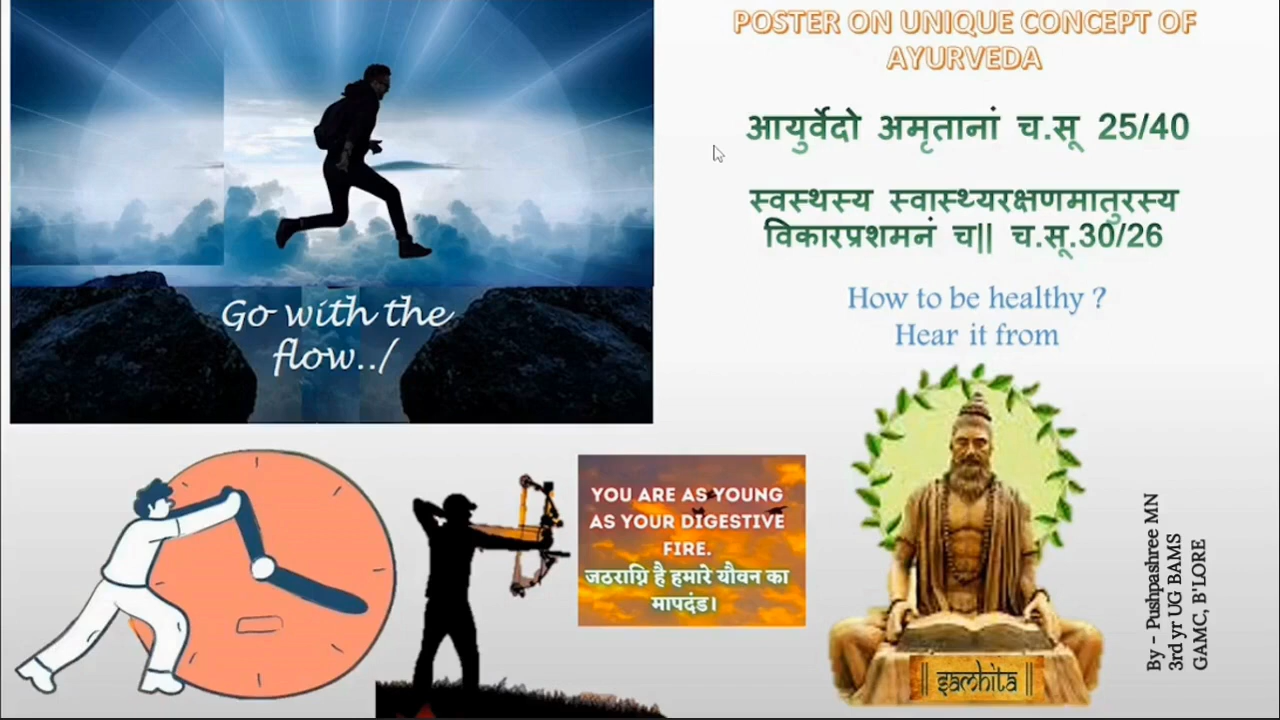 POSTER ON UNIQUE CONCEPT OF
AYURVEDA
आयुर्वेदो अमृतानां च.सू 25/40
स्वस्थस्य स्वास्थ्यरक्षणमातुरस्य
विकारप्रशमनं च|| च.सू.30/26
How to be healthy ?
Hear it from
Go with the
flow../
YOU ARE AS YOUNG
AS YOUR DIGESTIVE
FIRE.
जठराग्नि है हमारे यौवन का
मापदंड।
|| samhita ||
By - Pushpashree MN
3rd yr UG BAMS
GAMC, B'LORE